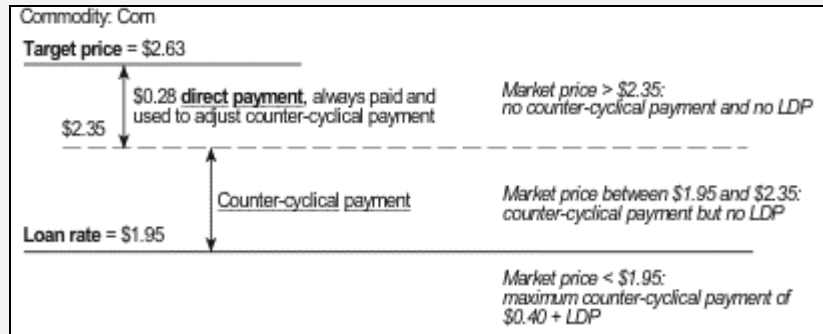 Commodity: Corn
Target price = $2.63
$0.28 direct payment, always paid and
used to adjust counter-cyclical payment
Market price > $2.35:
no counter-cyclical payment and no LDP
$2.35
Counter-cyclical payment
Market price between $1.95 and $2.35:
counter-cyclical payment but no LDP
Loan rate = $1.95
Market price < $1.95:
maximum counter-cyclical payment of
$0.40 + LDP